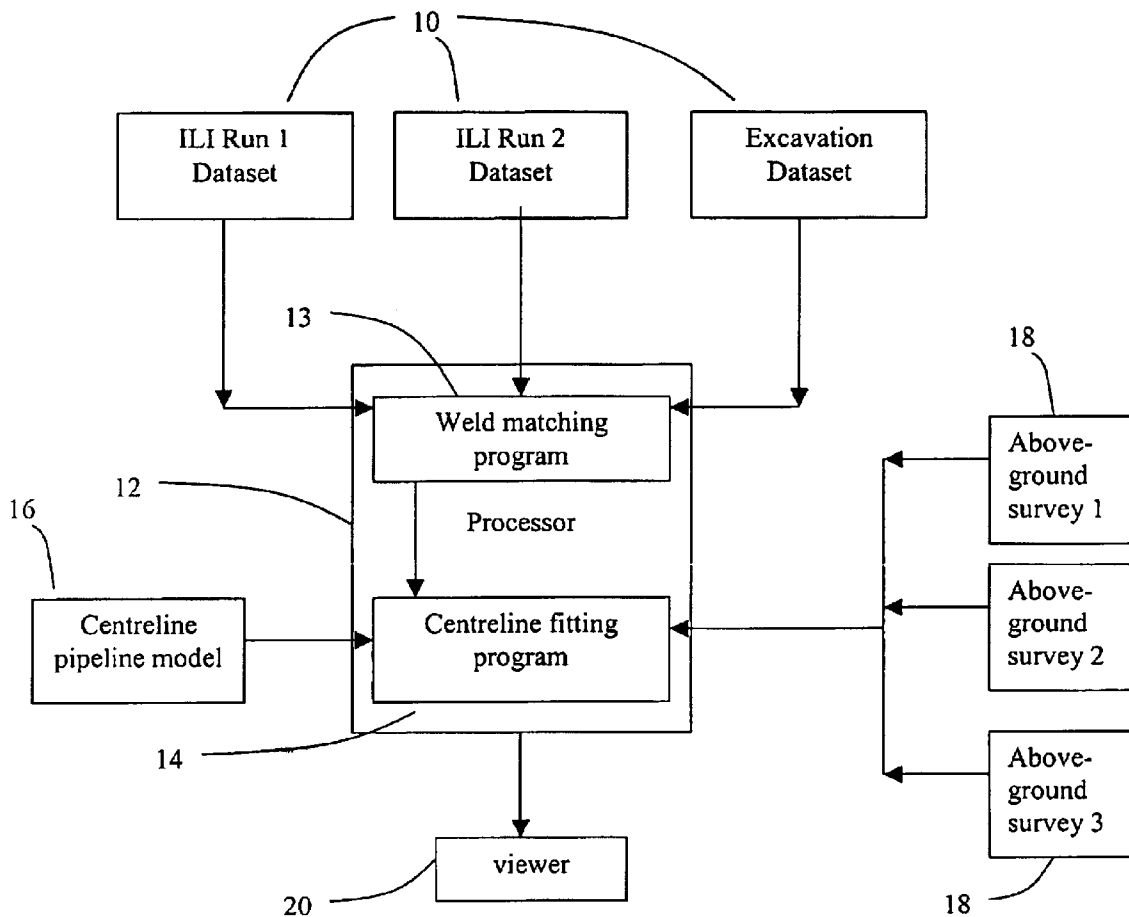 10
ILI Run 1
Dataset
ILI Run 2
Dataset
Excavation
Dataset
13
18
Weld matching
program
Above-
ground
survey 1
12
Processor
16
Centreline
pipeline model
Centreline fitting
program
Above-
ground
survey 2
14
Above-
ground
survey 3
viewer
20
18